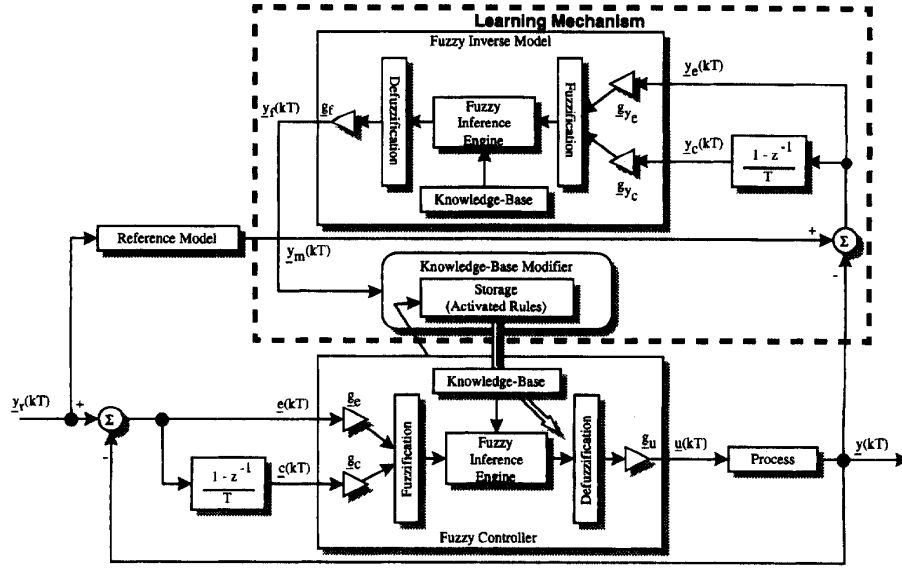 Learning Mechanism
Fuzzy Inverse Model
y_f(kT)
g_f
Defuzzification
Fuzzy
Inference
Engine
Fuzzification
g_ye
y_e(kT)
g_yc
y_c(kT)
1 - z^-1
T
Knowledge-Base
Reference Model
y_m(kT)
+
Σ
-
Knowledge-Base Modifier
Storage
(Activated Rules)
y_r(kT)
+
Σ
-
e(kT)
g_e
1 - z^-1
T
c(kT)
g_c
Fuzzification
Knowledge-Base
Fuzzy
Inference
Engine
Defuzzification
g_u
u(kT)
Process
y(kT)
Fuzzy Controller